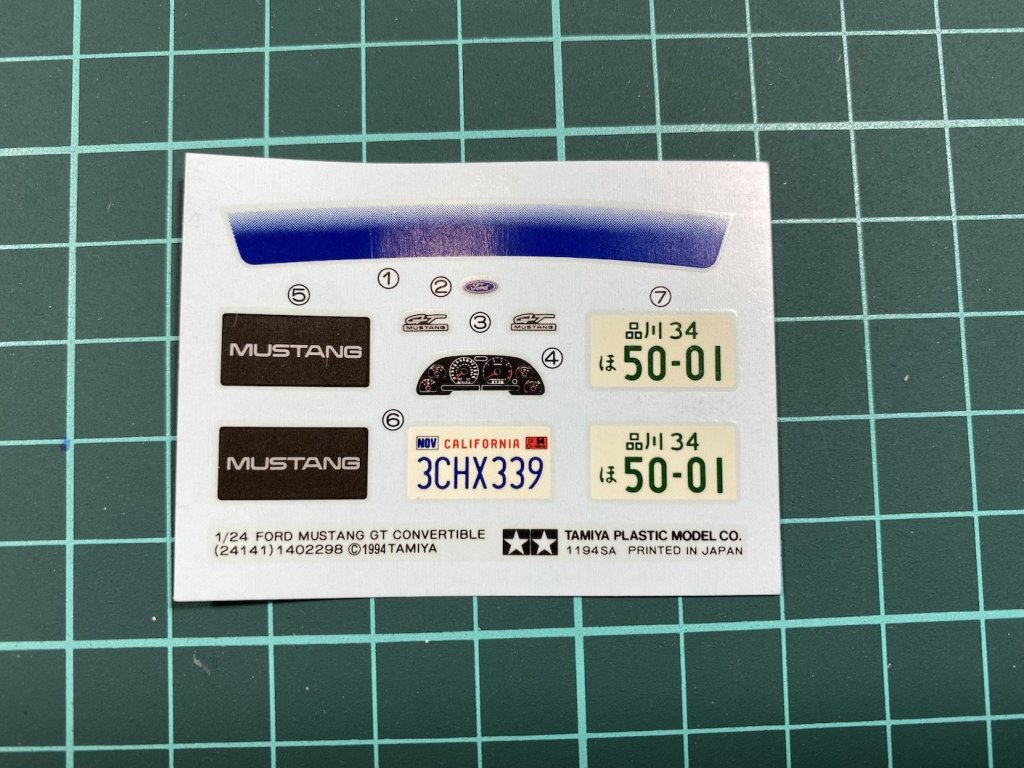 ①
②
Ford
⑤
⑦
GT
MUSTANG
③
GT
MUSTANG
品川 34
ほ 50-01
MUSTANG
④
⑥
MUSTANG
NOV CALIFORNIA 94
3CHX339
品川 34
ほ 50-01
1/24 FORD MUSTANG GT CONVERTIBLE
(24141) 1402298 ©1994 TAMIYA
TAMIYA PLASTIC MODEL CO.
1194SA PRINTED IN JAPAN